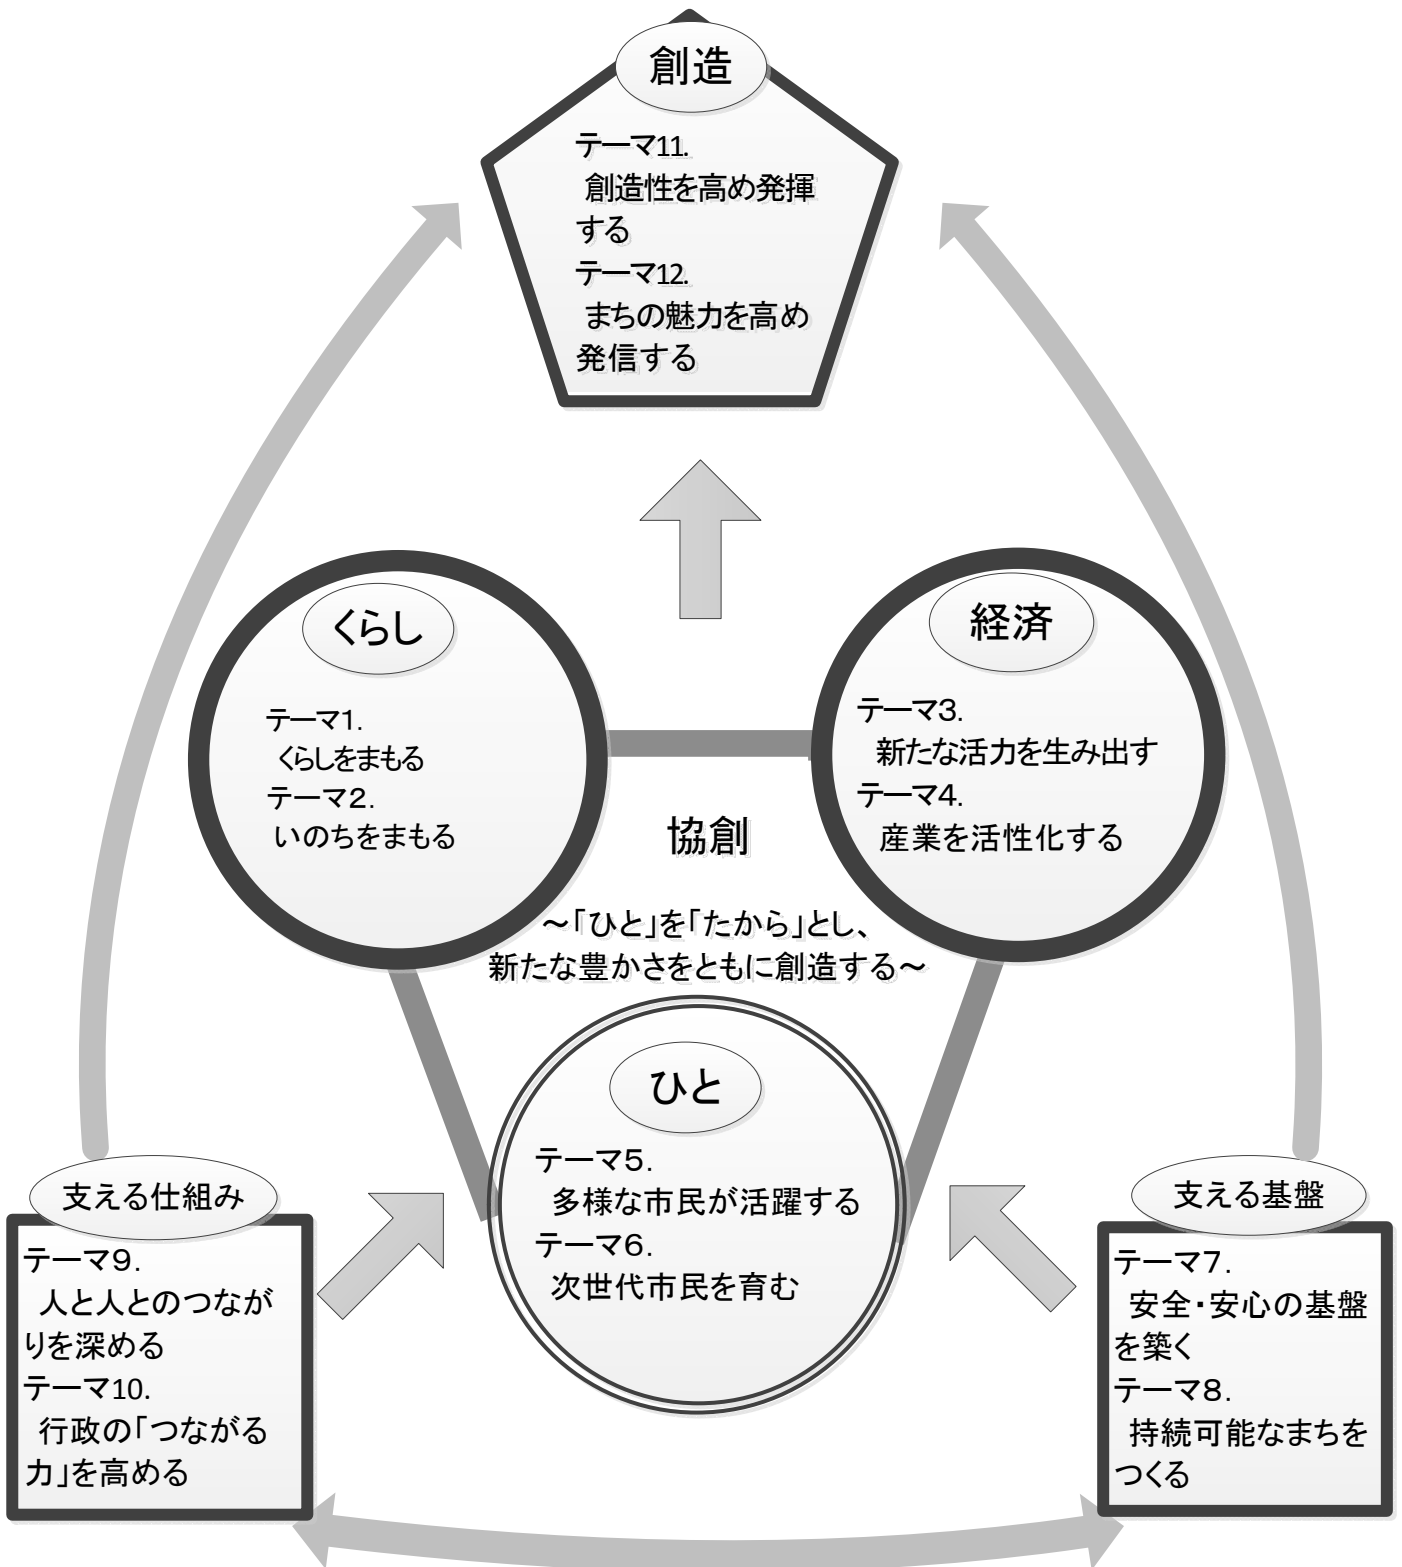 創造
テーマ11.
創造性を高め発揮
する
テーマ12.
まちの魅力を高め
発信する
くらし
テーマ1.
くらしをまもる
テーマ2.
いのちをまもる
経済
テーマ3.
新たな活力を生み出す
テーマ4.
産業を活性化する
協創
～「ひと」を「たから」とし、
新たな豊かさをともに創造する～
ひと
テーマ5.
多様な市民が活躍する
テーマ6.
次世代市民を育む
支える仕組み
テーマ9.
人と人とのつなが
りを深める
テーマ10.
行政の「つながる
力」を高める
支える基盤
テーマ7.
安全・安心の基盤
を築く
テーマ8.
持続可能なまちを
つくる